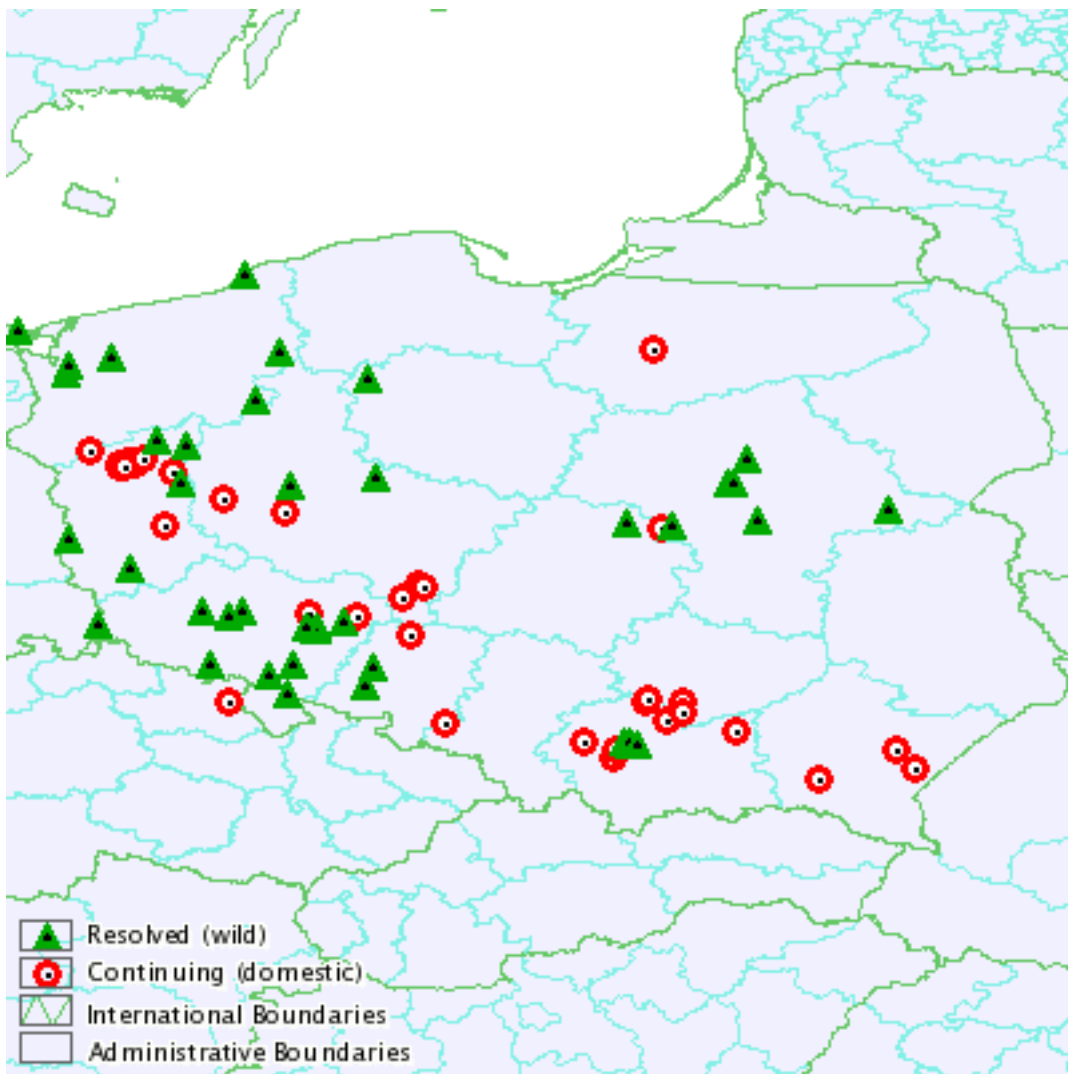 Resolved (wild)
Continuing (domestic)
International Boundaries
Administrative Boundaries